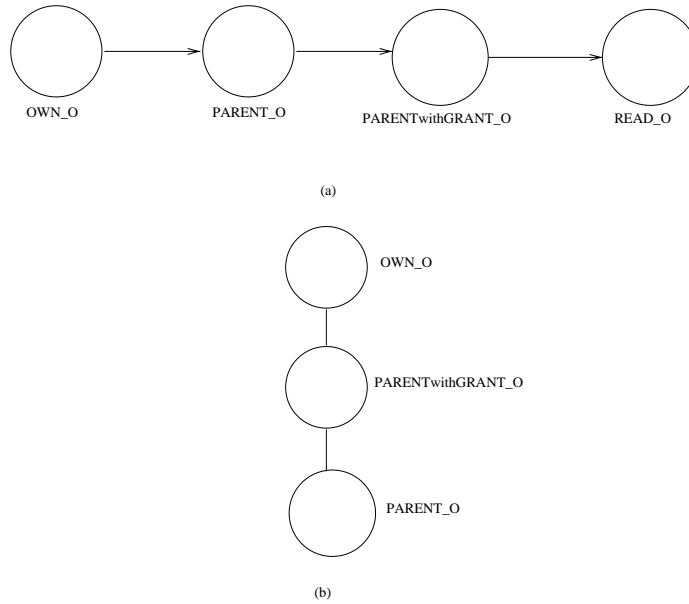 OWN_O
PARENT_O
PARENTwithGRANT_O
READ_O
(a)
OWN_O
PARENTwithGRANT_O
PARENT_O
(b)